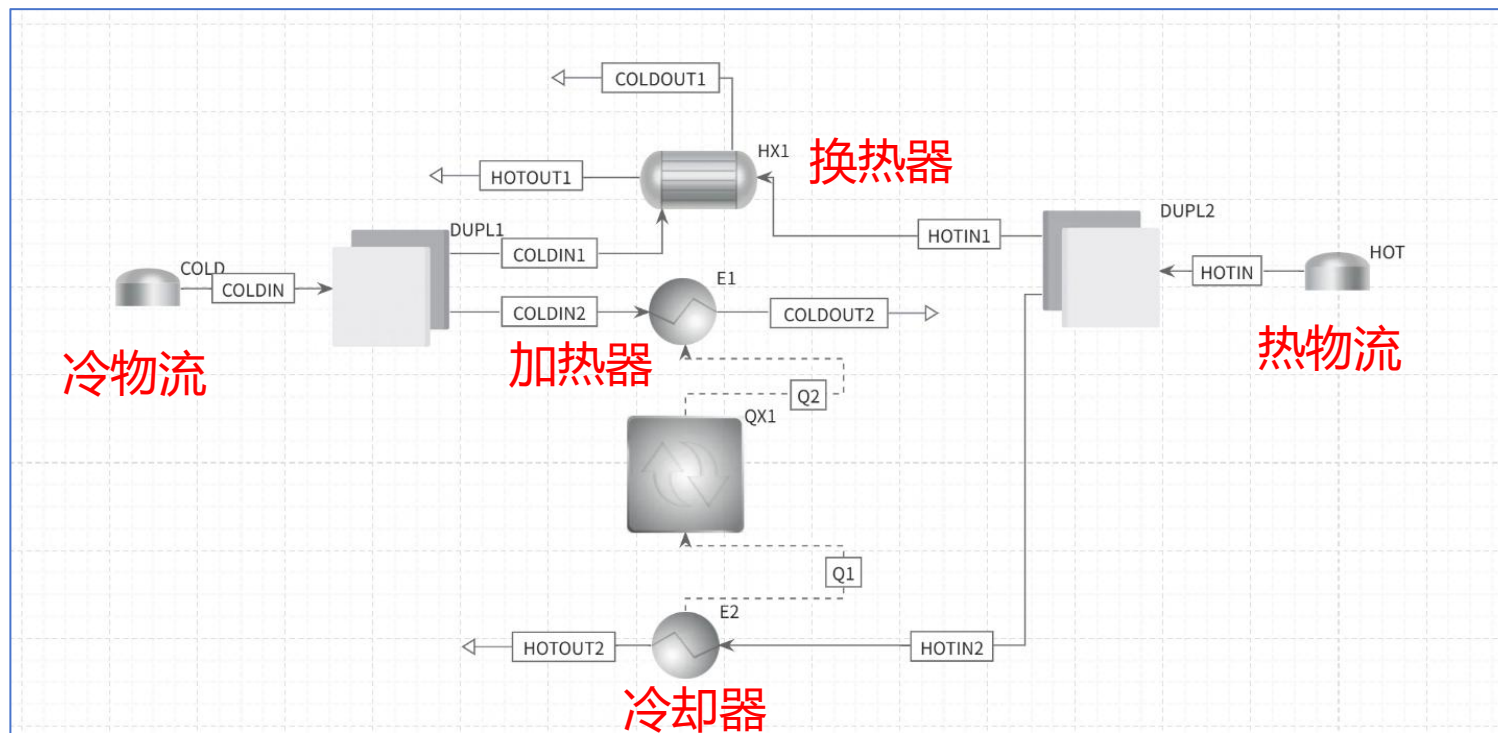 COLDOUT1
HX1
换热器
HOTOUT1
DUPL2
DUPL1
HOTIN1
COLDIN1
HOT
COLD
HOTIN
COLDIN
E1
COLDIN2
COLDOUT2
冷物流
加热器
热物流
Q2
QX1
Q1
E2
HOTOUT2
HOTIN2
冷却器